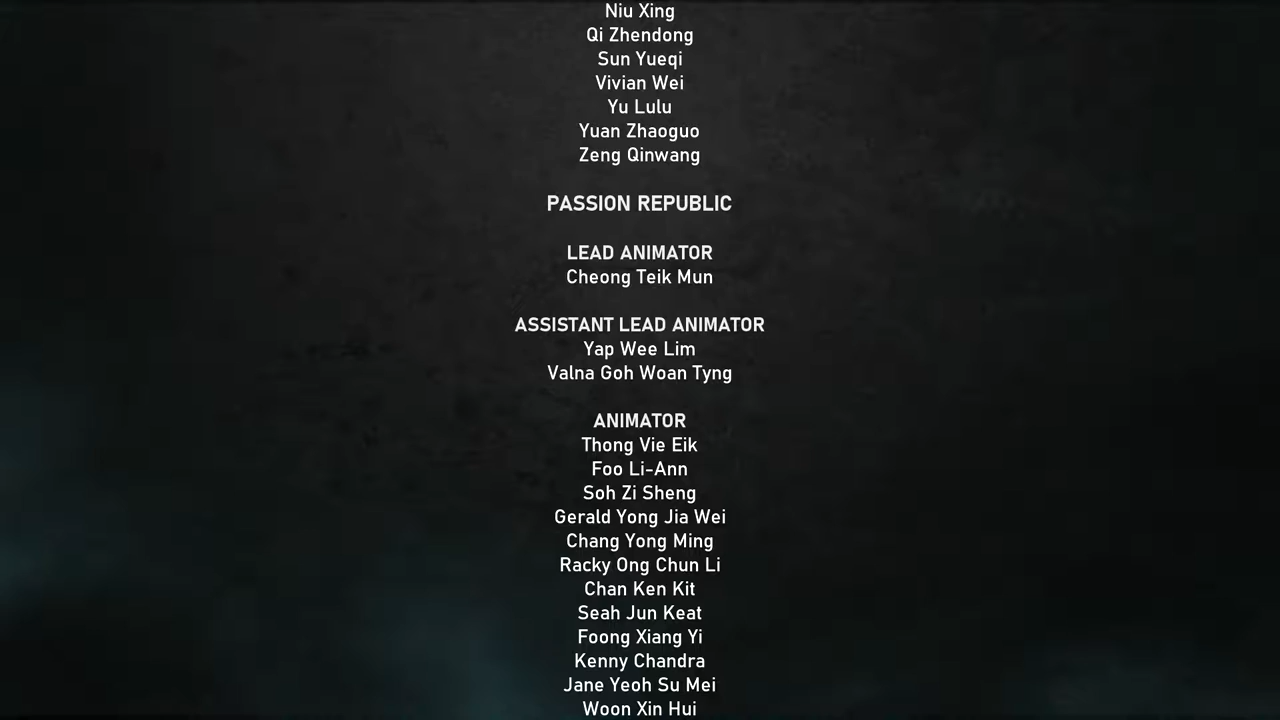 Niu Xing
Qi Zhendong
Sun Yueqi
Vivian Wei
Yu Lulu
Yuan Zhaoguo
Zeng Qinwang
PASSION REPUBLIC
LEAD ANIMATOR
Cheong Teik Mun
ASSISTANT LEAD ANIMATOR
Yap Wee Lim
Valna Goh Woan Tyng
ANIMATOR
Thong Vie Eik
Foo Li-Ann
Soh Zi Sheng
Gerald Yong Jia Wei
Chang Yong Ming
Racky Ong Chun Li
Chan Ken Kit
Seah Jun Keat
Foong Xiang Yi
Kenny Chandra
Jane Yeoh Su Mei
Woon Xin Hui